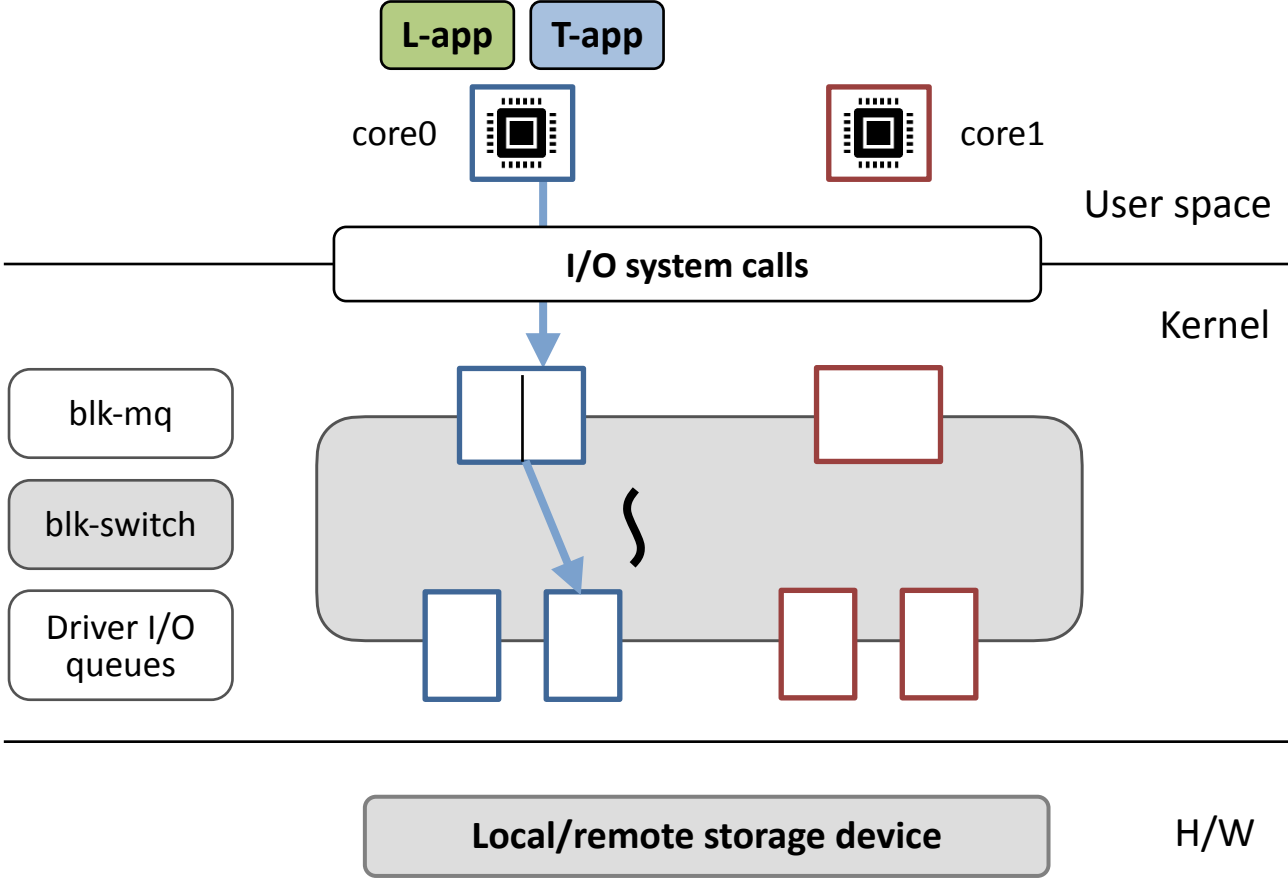 L-app
T-app
core0
core1
User space
I/O system calls
Kernel
blk-mq
blk-switch
Driver I/O
queues
Local/remote storage device
H/W